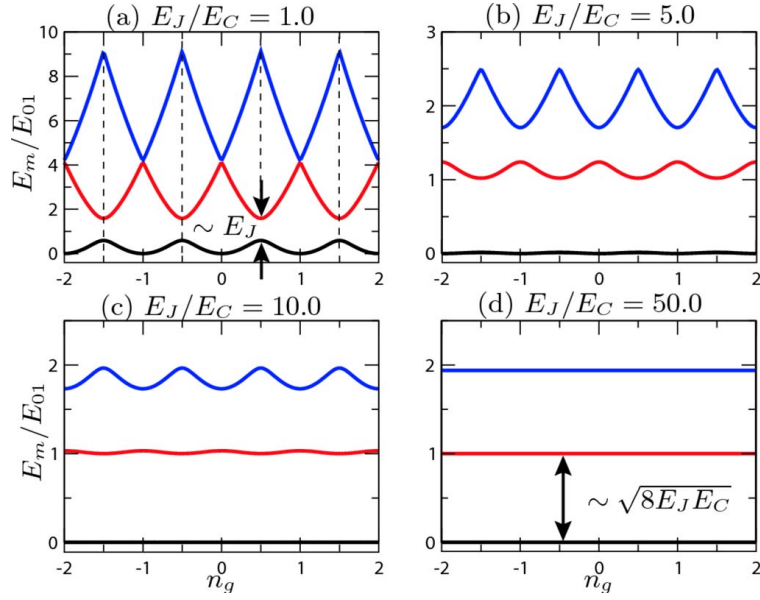 (a) E_J/E_C = 1.0
(b) E_J/E_C = 5.0
E_m/E_01
10
8
6
4
2
0
∼ E_J
-2 -1 0 1 2
3
2
1
0
-2 -1 0 1 2
(c) E_J/E_C = 10.0
(d) E_J/E_C = 50.0
E_m/E_01
2
1
0
-2 -1 0 1 2
n_g
2
1
0
∼ √8E_J E_C
-2 -1 0 1 2
n_g